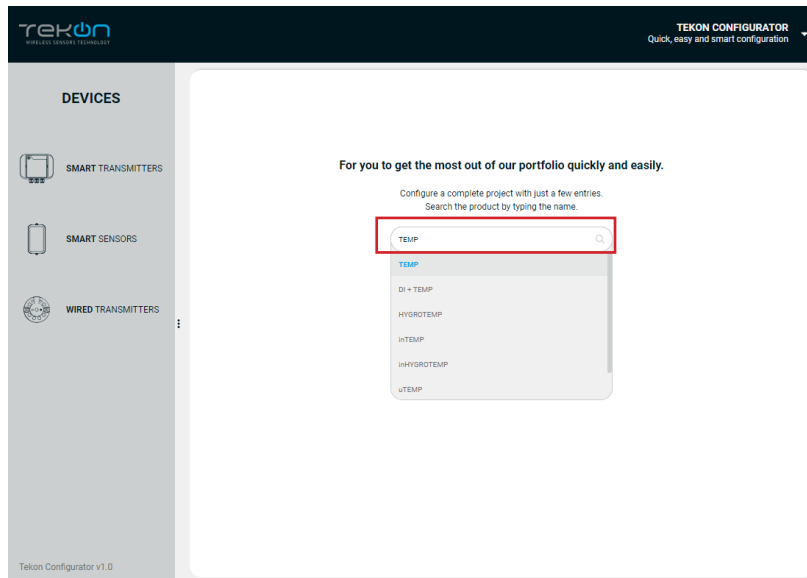 TEKON
WIRELESS SENSORS TECHNOLOGY
TEKON CONFIGURATOR
Quick, easy and smart configuration
DEVICES
SMART TRANSMITTERS
SMART SENSORS
WIRED TRANSMITTERS
Tekon Configurator v1.0
For you to get the most out of our portfolio quickly and easily.
Configure a complete project with just a few entries.
Search the product by typing the name.
TEMP
TEMP
DI + TEMP
HYGROTEMP
inTEMP
inHYGROTEMP
uTEMP